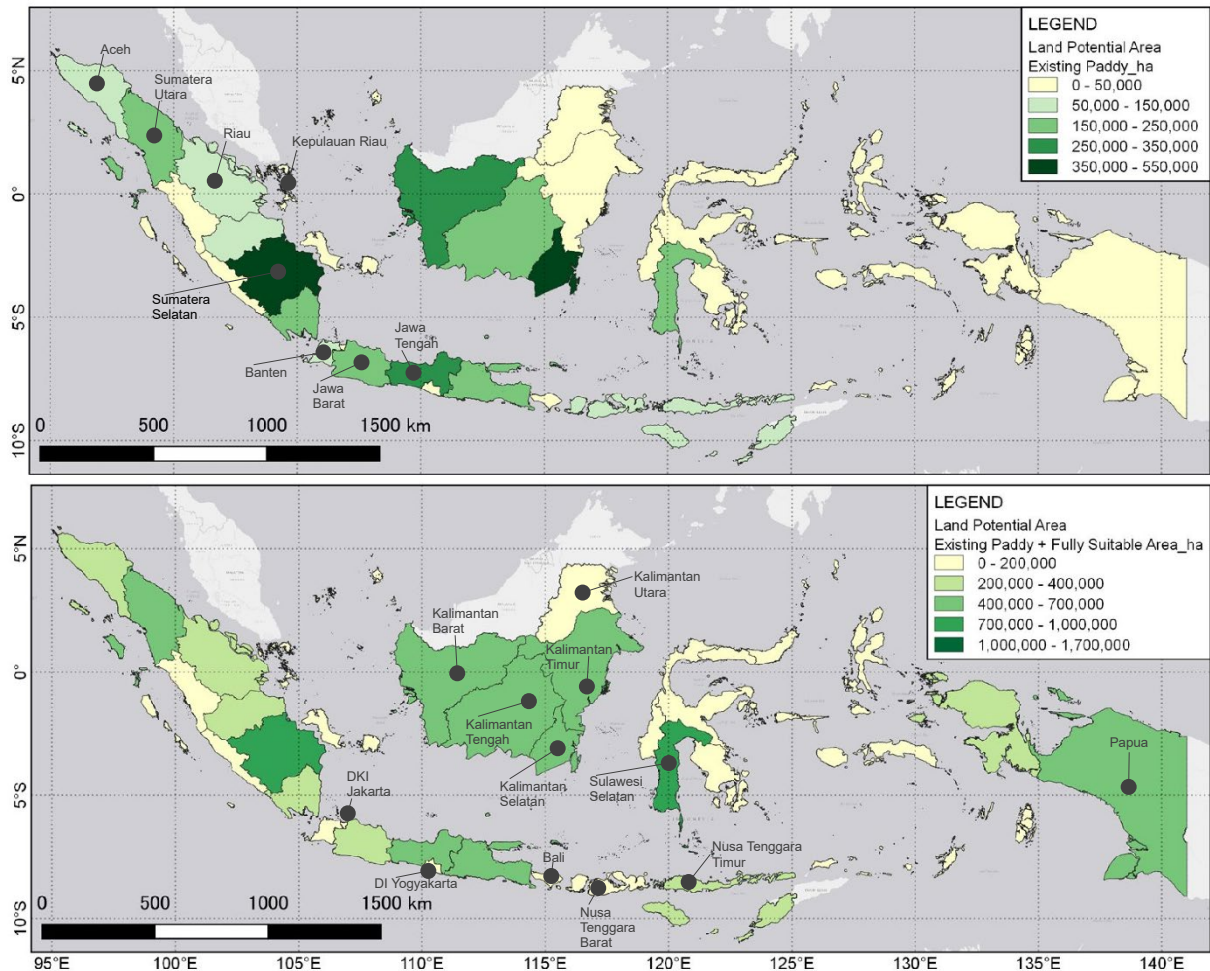 LEGEND
Land Potential Area
Existing Paddy_ha
0 - 50,000
50,000 - 150,000
150,000 - 250,000
250,000 - 350,000
350,000 - 550,000
5°N
0°
5°S
10°S
Aceh
Sumatera
Utara
Riau
Kepulauan Riau
Sumatera
Selatan
Banten
Jawa
Barat
Jawa
Tengah
0 500 1000 1500 km
LEGEND
Land Potential Area
Existing Paddy + Fully Suitable Area_ha
0 - 200,000
200,000 - 400,000
400,000 - 700,000
700,000 - 1,000,000
1,000,000 - 1,700,000
5°N
0°
5°S
10°S
Kalimantan
Utara
Kalimantan
Barat
Kalimantan
Timur
Kalimantan
Tengah
Kalimantan
Selatan
Sulawesi
Selatan
Papua
DKI
Jakarta
DI Yogyakarta
Bali
Nusa
Tenggara
Barat
Nusa Tenggara
Timur
0 500 1000 1500 km
95°E 100°E 105°E 110°E 115°E 120°E 125°E 130°E 135°E 140°E